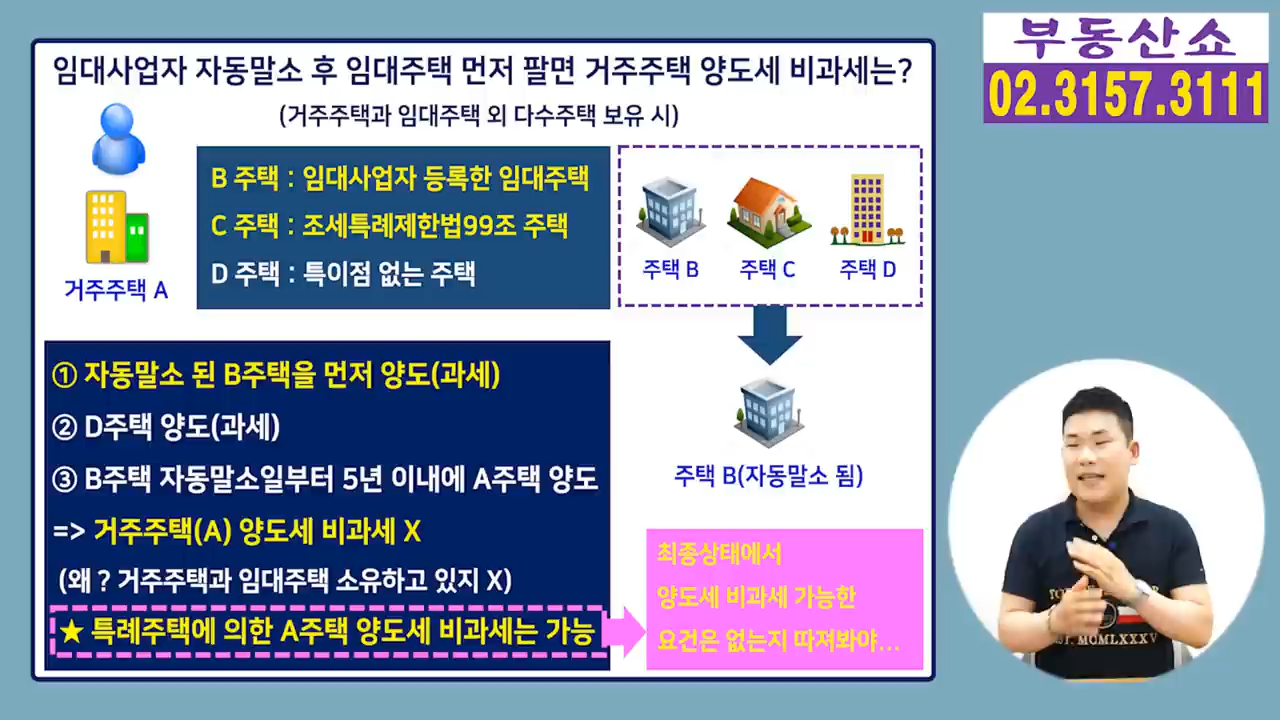 부동산쇼
02.3157.3111
임대사업자 자동말소 후 임대주택 먼저 팔면 거주주택 양도세 비과세는?
(거주주택과 임대주택 외 다수주택 보유 시)
거주주택 A
B 주택 : 임대사업자 등록한 임대주택
C 주택 : 조세특례제한법99조 주택
D 주택 : 특이점 없는 주택
주택 B
주택 C
주택 D
① 자동말소 된 B주택을 먼저 양도(과세)
② D주택 양도(과세)
③ B주택 자동말소일부터 5년 이내에 A주택 양도
=> 거주주택(A) 양도세 비과세 X
(왜 ? 거주주택과 임대주택 소유하고 있지 X)
★ 특례주택에 의한 A주택 양도세 비과세는 가능
주택 B(자동말소 됨)
최종상태에서
양도세 비과세 가능한
요건은 없는지 따져봐야...
MCMLXXXV